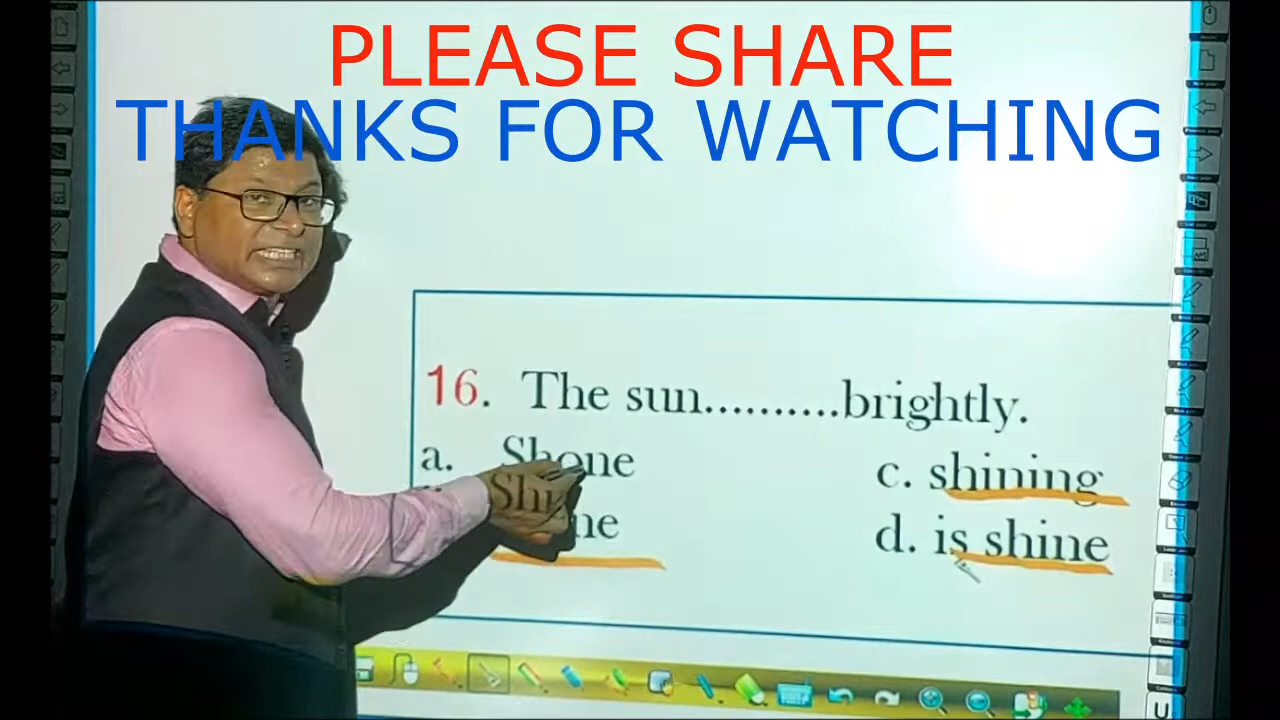 PLEASE SHARE
THANKS FOR WATCHING
16. The sun..........brightly.
a. Shone
c. shining
d. is shine